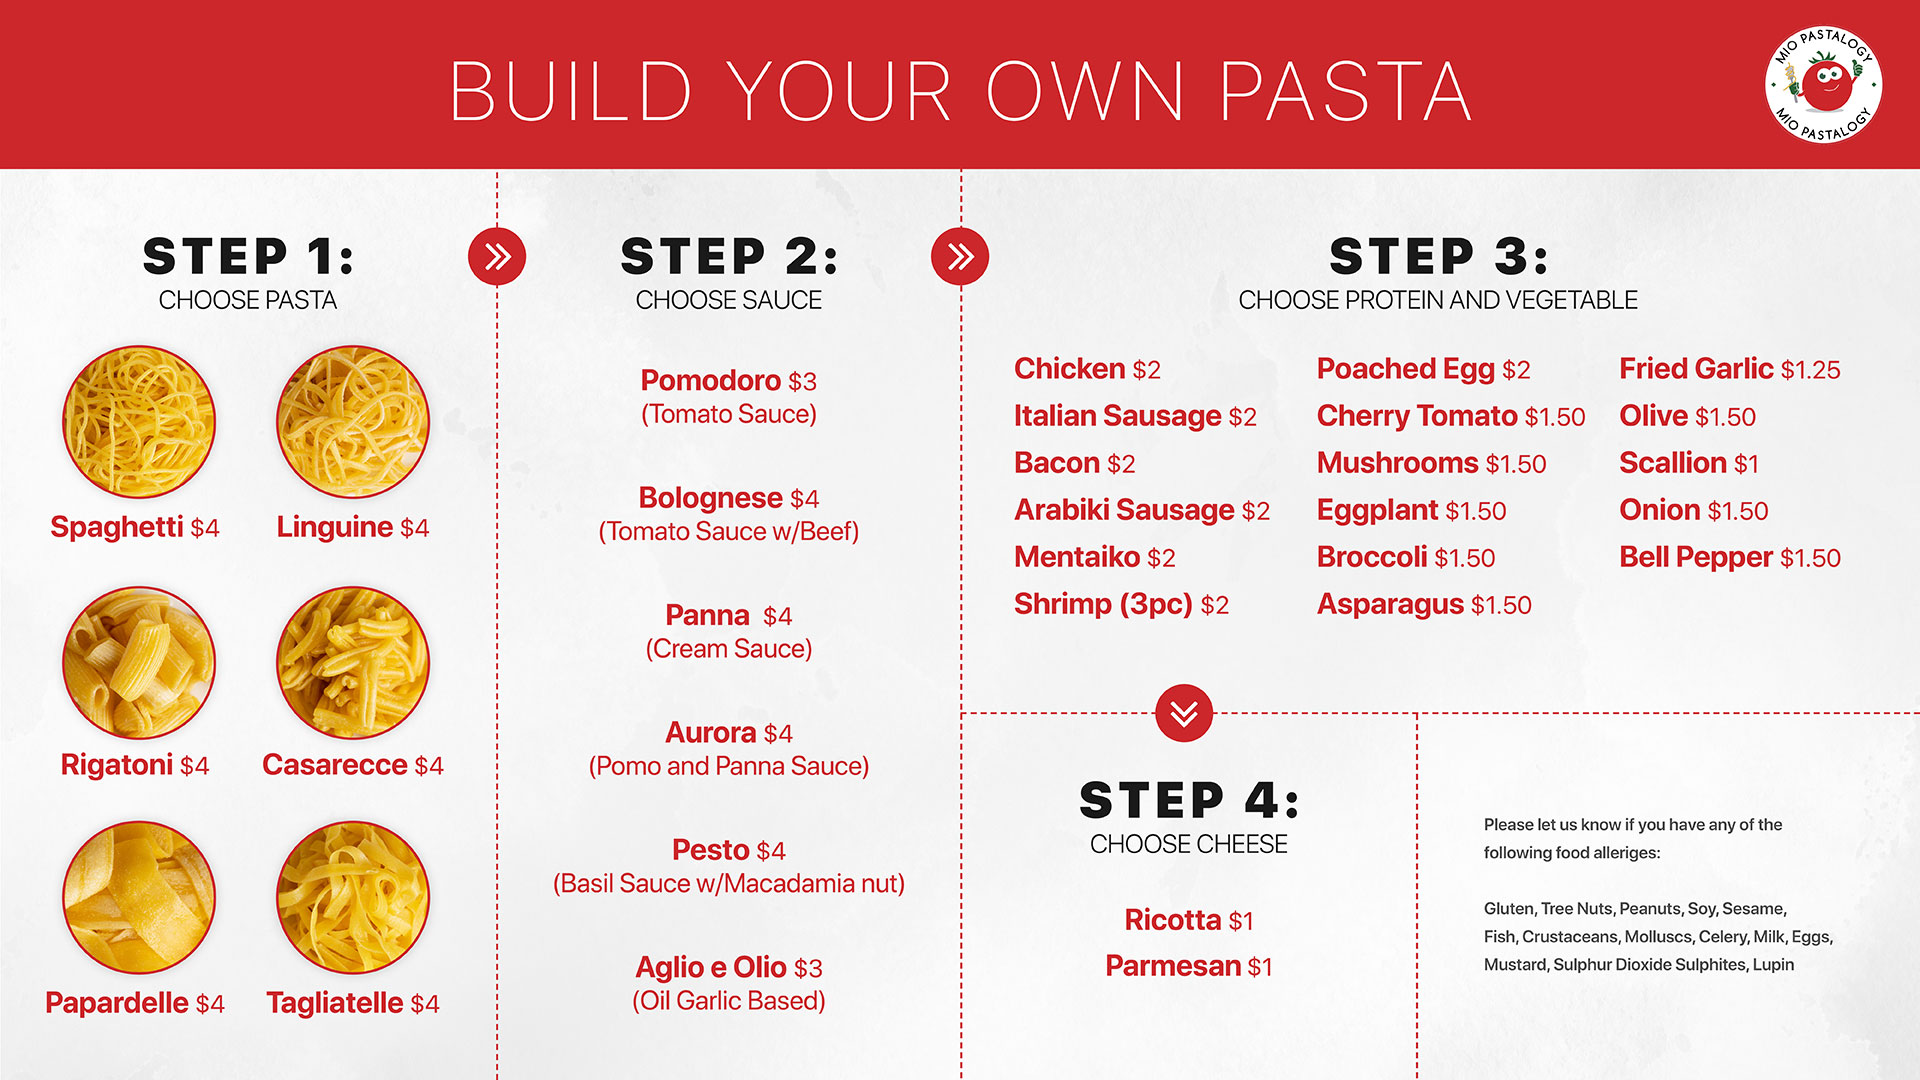 BUILD YOUR OWN PASTA
MIO PASTALOGY
MIO PASTALOGY
STEP 1:
CHOOSE PASTA
Spaghetti $4
Linguine $4
Rigatoni $4
Casarecce $4
Papardelle $4
Tagliatelle $4
STEP 2:
CHOOSE SAUCE
Pomodoro $3
(Tomato Sauce)
Bolognese $4
(Tomato Sauce w/Beef)
Panna $4
(Cream Sauce)
Aurora $4
(Pomo and Panna Sauce)
Pesto $4
(Basil Sauce w/Macadamia nut)
Aglio e Olio $3
(Oil Garlic Based)
STEP 3:
CHOOSE PROTEIN AND VEGETABLE
Chicken $2
Italian Sausage $2
Bacon $2
Arabiki Sausage $2
Mentaiko $2
Shrimp (3pc) $2
Poached Egg $2
Cherry Tomato $1.50
Mushrooms $1.50
Eggplant $1.50
Broccoli $1.50
Asparagus $1.50
Fried Garlic $1.25
Olive $1.50
Scallion $1
Onion $1.50
Bell Pepper $1.50
STEP 4:
CHOOSE CHEESE
Ricotta $1
Parmesan $1
Please let us know if you have any of the
following food alleriges:
Gluten, Tree Nuts, Peanuts, Soy, Sesame,
Fish, Crustaceans, Molluscs, Celery, Milk, Eggs,
Mustard, Sulphur Dioxide Sulphites, Lupin